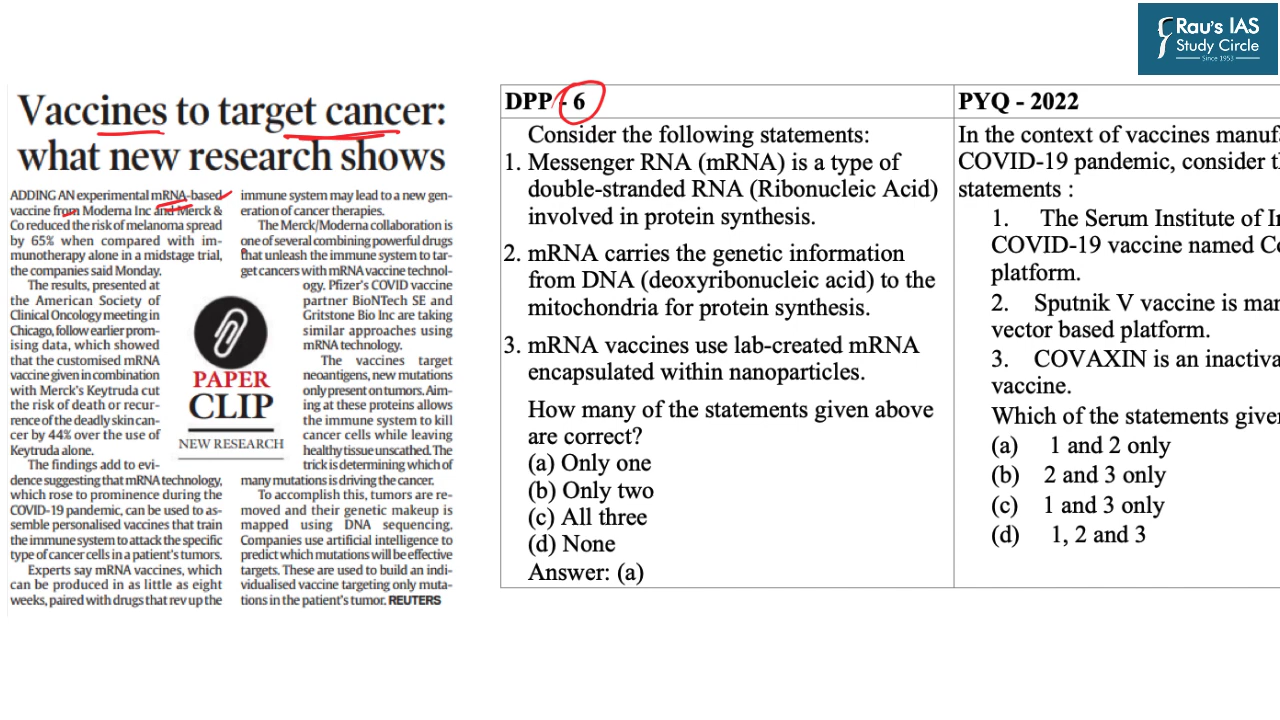 Rau's IAS
Study Circle
Since 1953
Vaccines to target cancer:
what new research shows
ADDING AN experimental mRNA-based
vaccine from Moderna Inc and Merck &
Co reduced the risk of melanoma spread
by 65% when compared with im-
munotherapy alone in a midstage trial,
the companies said Monday.
The results, presented at
the American Society of
Clinical Oncology meeting in
Chicago, follow earlier prom-
ising data, which showed
that the customised mRNA
vaccine given in combination
with Merck's Keytruda cut
the risk of death or recur-
rence of the deadly skin can-
cer by 44% over the use of
Keytruda alone.
The findings add to evi-
dence suggesting that mRNA technology,
which rose to prominence during the
COVID-19 pandemic, can be used to as-
semble personalised vaccines that train
the immune system to attack the specific
type of cancer cells in a patient's tumors.
Experts say mRNA vaccines, which
can be produced in as little as eight
weeks, paired with drugs that rev up the
PAPER
CLIP
NEW RESEARCH
immune system may lead to a new gen-
eration of cancer therapies.
The Merck/Moderna collaboration is
one of several combining powerful drugs
that unleash the immune system to tar-
get cancers with mRNA vaccine technol-
ogy. Pfizer's COVID vaccine
partner BioNTech SE and
Gritstone Bio Inc are taking
similar approaches using
mRNA technology.
The vaccines target
neoantigens, new mutations
only present on tumors. Aim-
ing at these proteins allows
the immune system to kill
cancer cells while leaving
healthy tissue unscathed. The
trick is determining which of
many mutations is driving the cancer.
To accomplish this, tumors are re-
moved and their genetic makeup is
mapped using DNA sequencing.
Companies use artificial intelligence to
predict which mutations will be effective
targets. These are used to build an indi-
vidualised vaccine targeting only muta-
tions in the patient's tumor. REUTERS
DPP - 6
Consider the following statements:
1. Messenger RNA (mRNA) is a type of
double-stranded RNA (Ribonucleic Acid)
involved in protein synthesis.
2. mRNA carries the genetic information
from DNA (deoxyribonucleic acid) to the
mitochondria for protein synthesis.
3. mRNA vaccines use lab-created mRNA
encapsulated within nanoparticles.
How many of the statements given above
are correct?
(a) Only one
(b) Only two
(c) All three
(d) None
Answer: (a)
PYQ - 2022
In the context of vaccines
COVID-19 pandemic, consider
statements :
1. The Serum Institute of
COVID-19 vaccine named
platform.
2. Sputnik V vaccine is
vector based platform.
3. COVAXIN is an
vaccine.
Which of the statements
(a) 1 and 2 only
(b) 2 and 3 only
(c) 1 and 3 only
(d) 1, 2 and 3